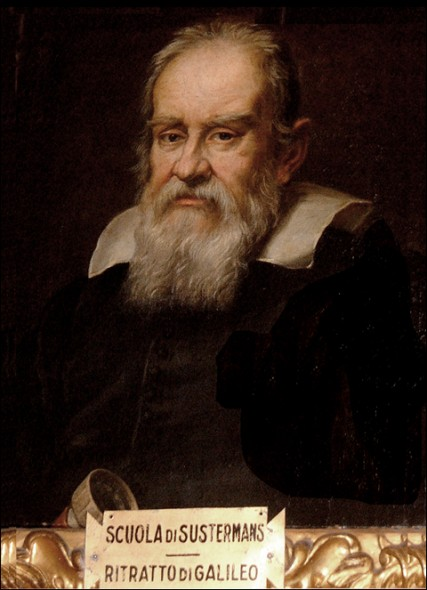 SCUOLA DI SUSTERMANS
RITRATTO DI GALILEO